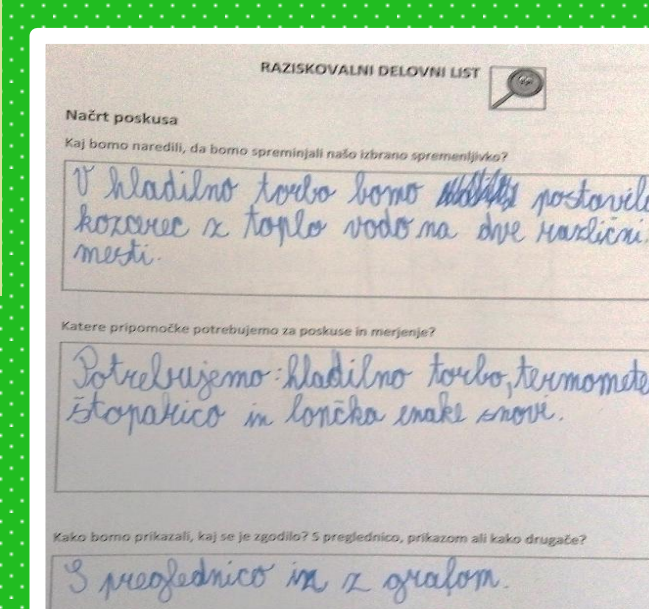 RAZISKOVALNI DELOVNI LIST
Načrt poskusa
Kaj bomo naredili, da bomo spreminjali našo izbrano spremenljivko?
V hladilno torbo bomo postavile
kozarec z toplo vodo na dve različni
mesti.
Katere pripomočke potrebujemo za poskuse in merjenje?
Potrebujemo: hladilno torbo, termomete
štoparico in lončka enake snovi.
Kako bomo prikazali, kaj se je zgodilo? S preglednico, prikazom ali kako drugače?
S preglednico in z grafom.